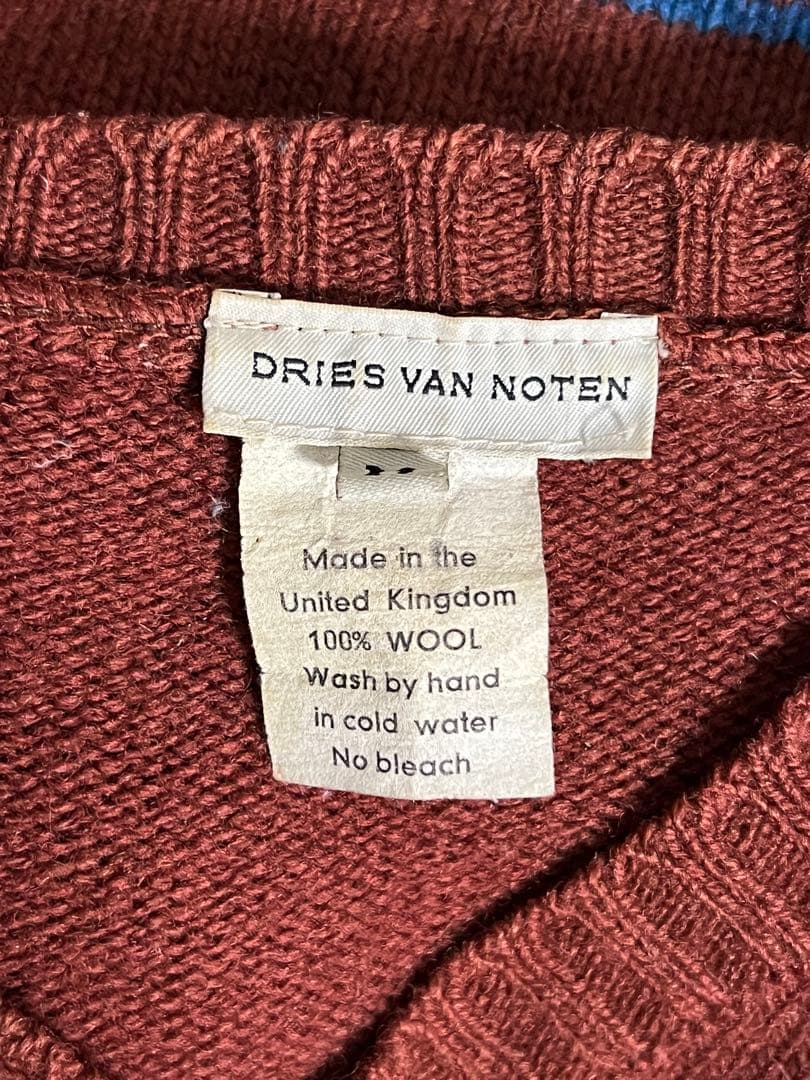 DRIES VAN NOTEN
Made in the
United Kingdom
100% WOOL
Wash by hand
in cold water
No bleach